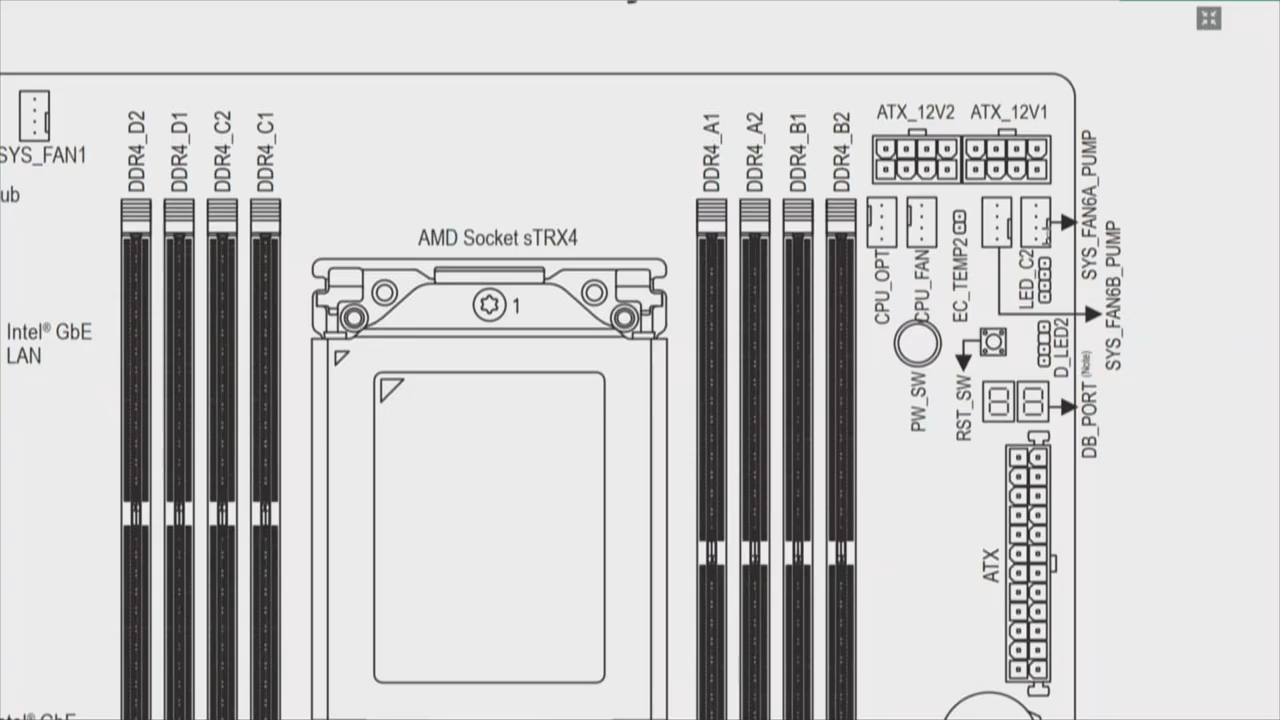 SYS_FAN1
ub
DDR4_D2
DDR4_D1
DDR4_C2
DDR4_C1
AMD Socket sTRX4
1
DDR4_A1
DDR4_A2
DDR4_B1
DDR4_B2
ATX_12V2
ATX_12V1
SYS_FAN6A_PUMP
SYS_FAN6B_PUMP
CPU_OPT
CPU_FAN
EC_TEMP2
LED_C2
D_LED2
Intel® GbE
LAN
PW_SW
RST_SW
DB_PORT (Note)
ATX